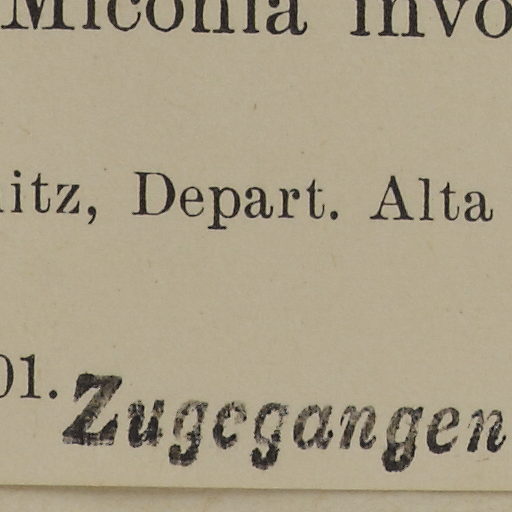 Miconia invo
itz, Depart. Alta
01. Zugegangen